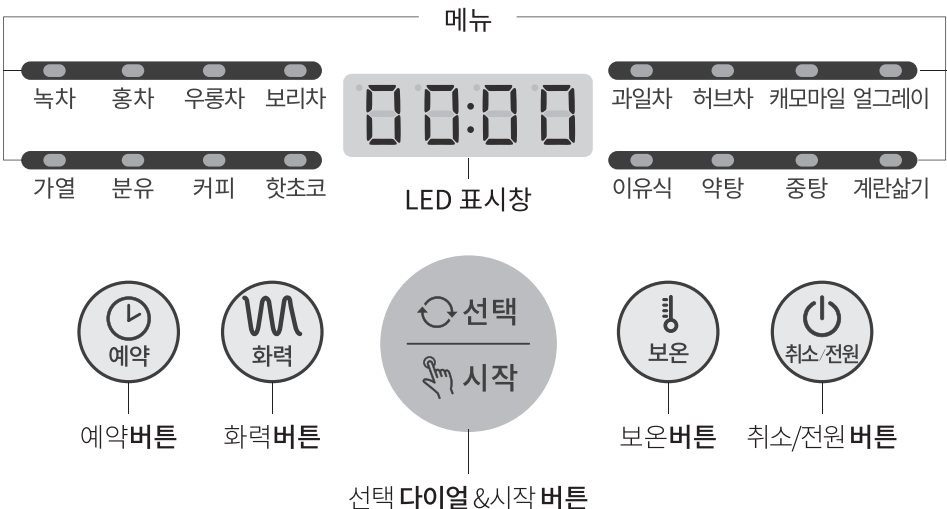 메뉴
녹차 홍차 우롱차 보리차
00:00
과일차 허브차 캐모마일 얼그레이
가열 분유 커피 핫초코
LED 표시창
이유식 약탕 중탕 계란삶기
예약
화력
선택
시작
보온
취소/전원
예약버튼
화력버튼
보온버튼
취소/전원 버튼
선택 다이얼&시작 버튼